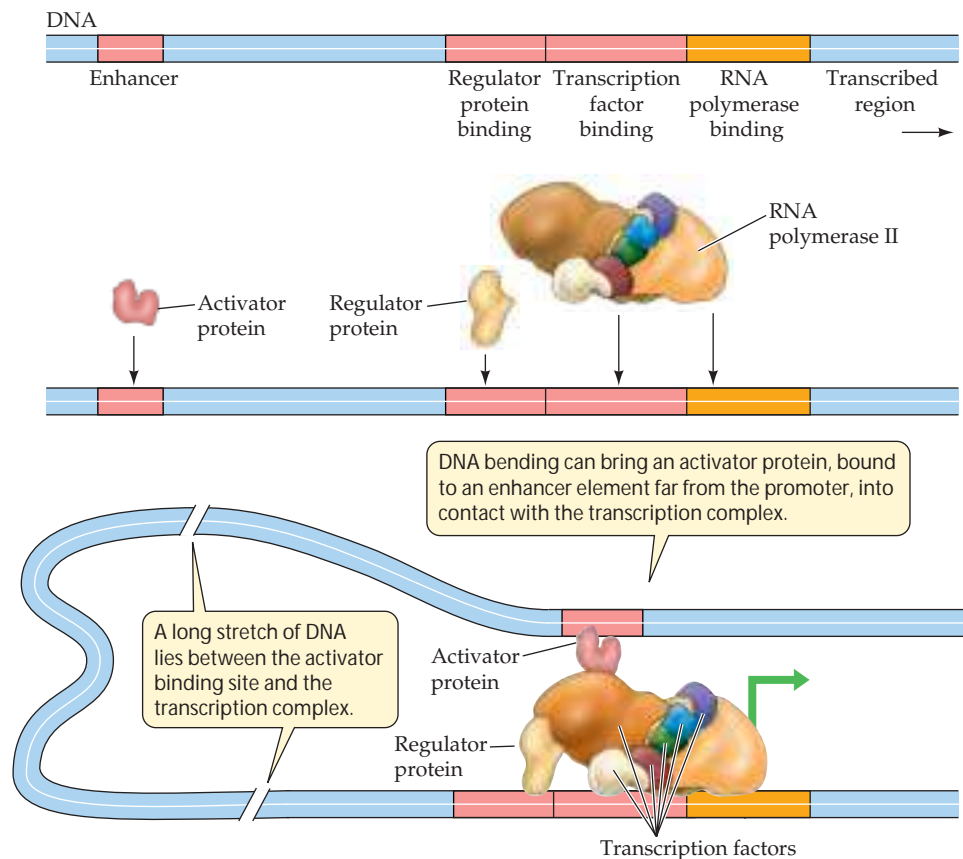 DNA
Enhancer
Regulator
protein
binding
Transcription
factor
binding
RNA
polymerase
binding
Transcribed
region
RNA
polymerase II
Activator
protein
Regulator
protein
DNA bending can bring an activator protein, bound
to an enhancer element far from the promoter, into
contact with the transcription complex.
A long stretch of DNA
lies between the activator
binding site and the
transcription complex.
Activator
protein
Regulator
protein
Transcription factors